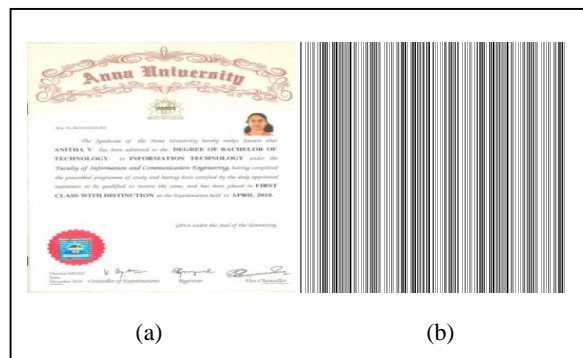 Anna University
The Syndicate of the Anna University hereby makes known that
ANITHA V has been admitted to the DEGREE OF BACHELOR OF
TECHNOLOGY in INFORMATION TECHNOLOGY under the
Faculty of Information and Communication Engineering, having completed
the prescribed programme of study and having been certified by the duly appointed
examiners to be qualified to receive the same and has been placed in FIRST
CLASS WITH DISTINCTION at the Examination held in APRIL 2010.
Given under the Seal of the University
Chennai
India
December 2010 Controller of Examinations Registrar Vice-Chancellor
(a) (b)